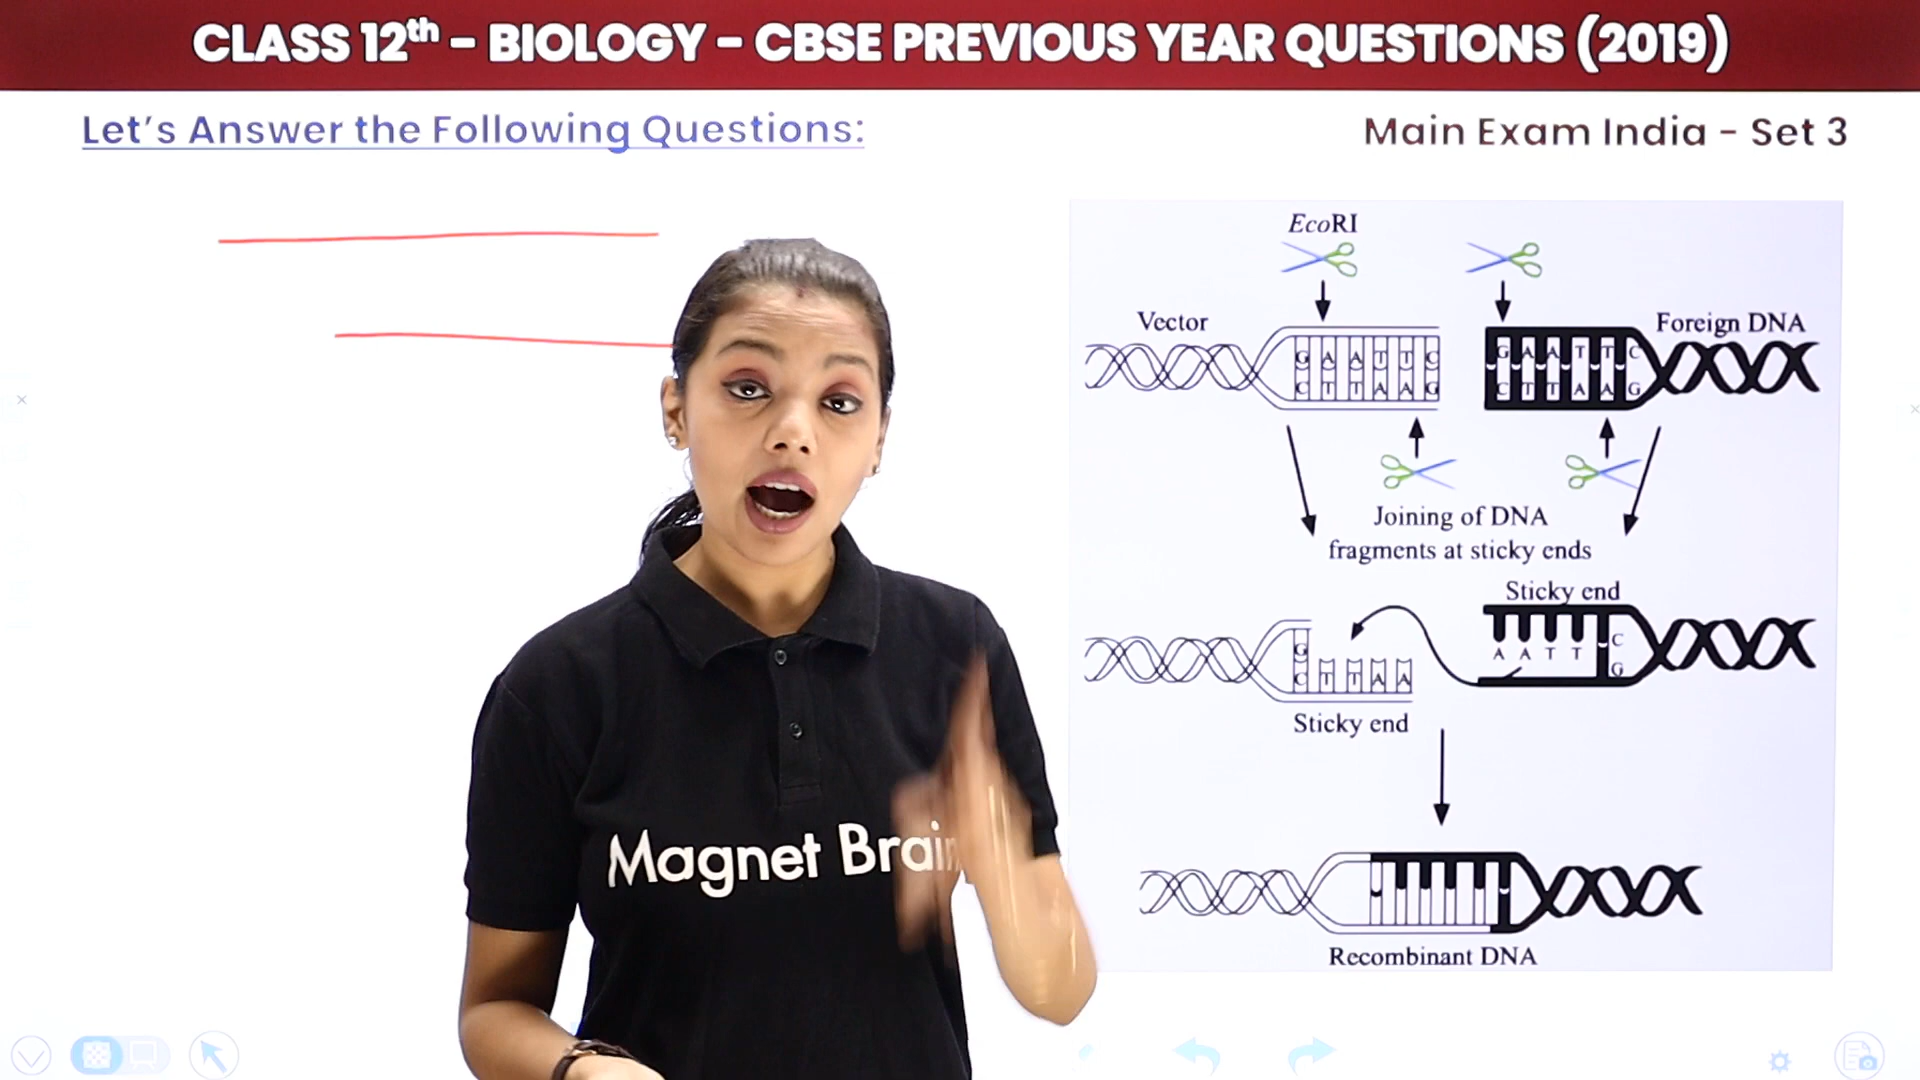 CLASS 12th - BIOLOGY - CBSE PREVIOUS YEAR QUESTIONS (2019)
Let's Answer the Following Questions:
Main Exam India - Set 3
EcoRI
Vector
Foreign DNA
G A A T T C
C T T A A G
G A A T T C
C T T A A G
Joining of DNA
fragments at sticky ends
Sticky end
G
C T T A A
A A T T C
G
Sticky end
Recombinant DNA
Magnet Brain